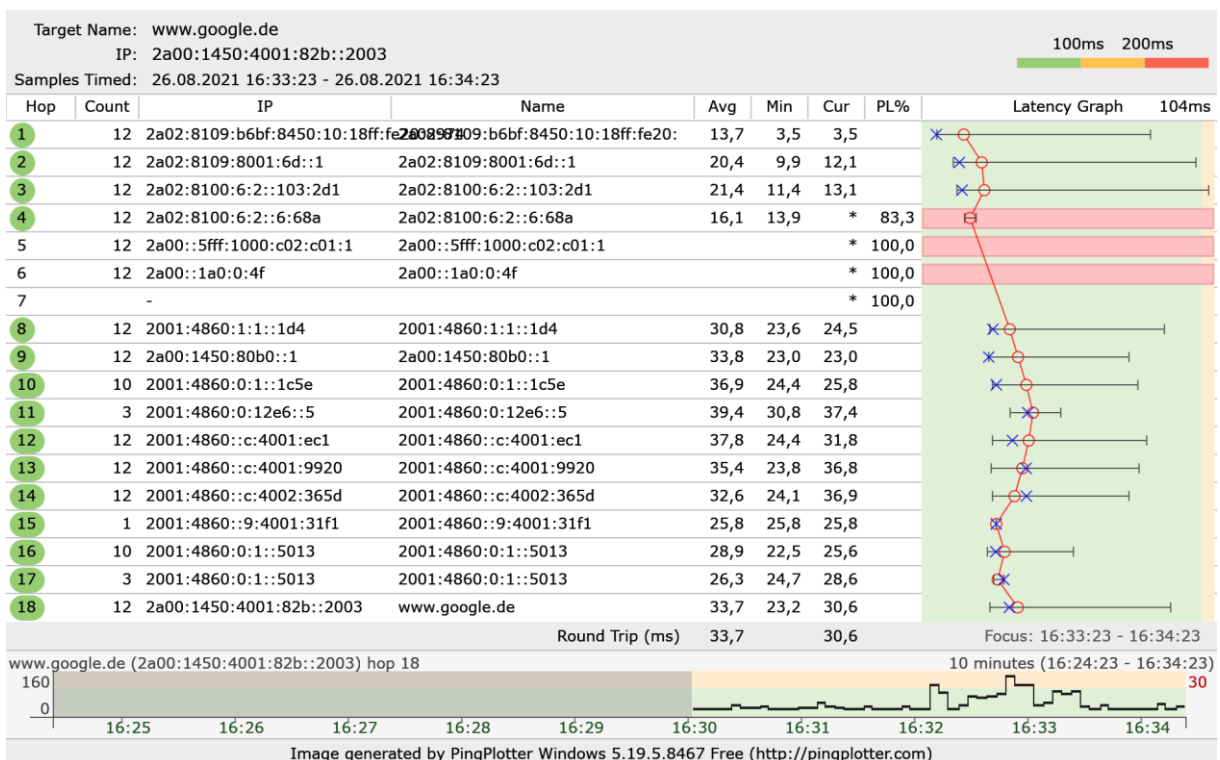 Target Name: www.google.de
IP: 2a00:1450:4001:82b::2003
100ms 200ms
Samples Timed: 26.08.2021 16:33:23 - 26.08.2021 16:34:23
Hop Count IP Name Avg Min Cur PL% Latency Graph 104ms
1 12 2a02:8109:b6bf:8450:10:18ff:fe20: 13,7 3,5 3,5
2 12 2a02:8109:8001:6d::1 2a02:8109:8001:6d::1 20,4 9,9 12,1
3 12 2a02:8100:6:2::103:2d1 2a02:8100:6:2::103:2d1 21,4 11,4 13,1
4 12 2a02:8100:6:2::6:68a 2a02:8100:6:2::6:68a 16,1 13,9 * 83,3
5 12 2a00::5fff:1000:c02:c01:1 2a00::5fff:1000:c02:c01:1 * 100,0
6 12 2a00::1a0:0:4f 2a00::1a0:0:4f * 100,0
7 - * 100,0
8 12 2001:4860:1:1::1d4 2001:4860:1:1::1d4 30,8 23,6 24,5
9 12 2a00:1450:80b0::1 2a00:1450:80b0::1 33,8 23,0 23,0
10 10 2001:4860:0:1::1c5e 2001:4860:0:1::1c5e 36,9 24,4 25,8
11 3 2001:4860:0:12e6::5 2001:4860:0:12e6::5 39,4 30,8 37,4
12 12 2001:4860::c:4001:ec1 2001:4860::c:4001:ec1 37,8 24,4 31,8
13 12 2001:4860::c:4001:9920 2001:4860::c:4001:9920 35,4 23,8 36,8
14 12 2001:4860::c:4002:365d 2001:4860::c:4002:365d 32,6 24,1 36,9
15 1 2001:4860::9:4001:31f1 2001:4860::9:4001:31f1 25,8 25,8 25,8
16 10 2001:4860:0:1::5013 2001:4860:0:1::5013 28,9 22,5 25,6
17 3 2001:4860:0:1::5013 2001:4860:0:1::5013 26,3 24,7 28,6
18 12 2a00:1450:4001:82b::2003 www.google.de 33,7 23,2 30,6
Round Trip (ms) 33,7 30,6 Focus: 16:33:23 - 16:34:23
www.google.de (2a00:1450:4001:82b::2003) hop 18 10 minutes (16:24:23 - 16:34:23)
160 30
0
16:25 16:26 16:27 16:28 16:29 16:30 16:31 16:32 16:33 16:34
Image generated by PingPlotter Windows 5.19.5.8467 Free (http://pingplotter.com)